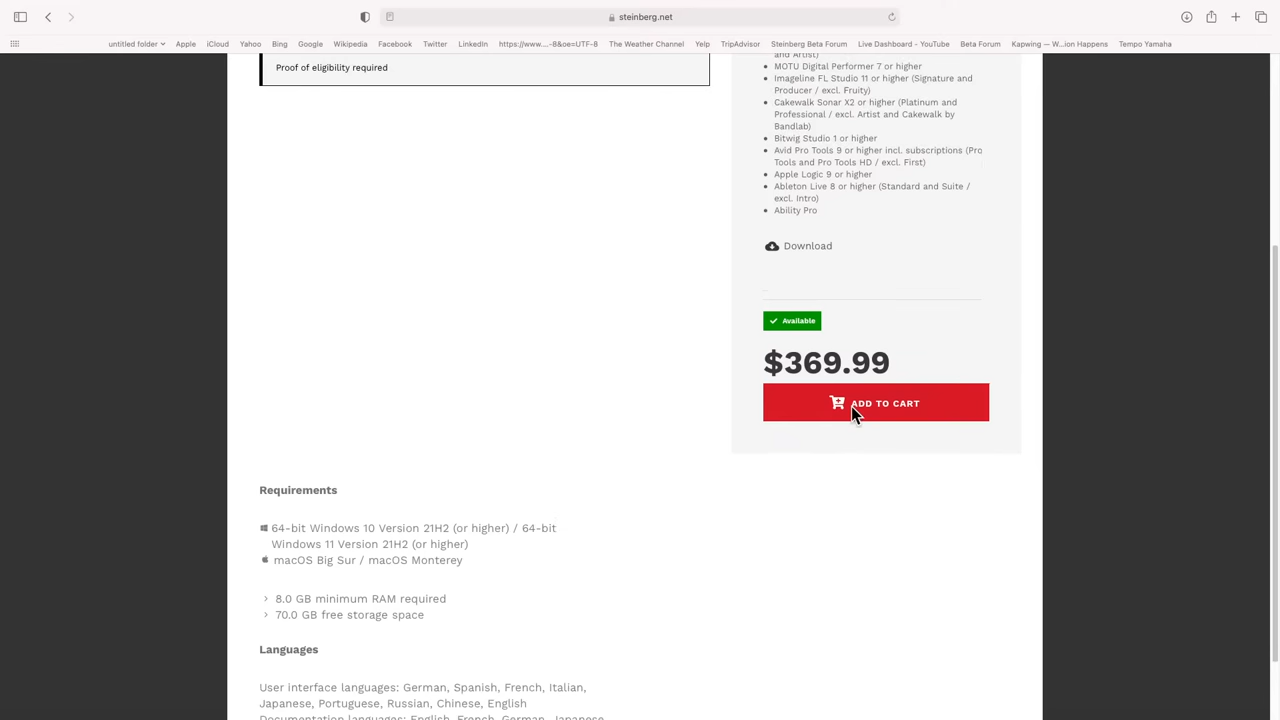 steinberg.net
untitled folder
Apple
iCloud
Yahoo
Bing
Google
Wikipedia
Facebook
Twitter
LinkedIn
https://www....-8&oe=UTF-8
The Weather Channel
Yelp
TripAdvisor
Steinberg Beta Forum
Live Dashboard - YouTube
Beta Forum
Kapwing — W...ion Happens
Tempo Yamaha
Proof of eligibility required
and Artist)
MOTU Digital Performer 7 or higher
Imageline FL Studio 11 or higher (Signature and
Producer / excl. Fruity)
Cakewalk Sonar X2 or higher (Platinum and
Professional / excl. Artist and Cakewalk by
Bandlab)
Bitwig Studio 1 or higher
Avid Pro Tools 9 or higher incl. subscriptions (Pro
Tools and Pro Tools HD / excl. First)
Apple Logic 9 or higher
Ableton Live 8 or higher (Standard and Suite /
excl. Intro)
Ability Pro
Download
Available
$369.99
ADD TO CART
Requirements
64-bit Windows 10 Version 21H2 (or higher) / 64-bit
Windows 11 Version 21H2 (or higher)
macOS Big Sur / macOS Monterey
8.0 GB minimum RAM required
70.0 GB free storage space
Languages
User interface languages: German, Spanish, French, Italian,
Japanese, Portuguese, Russian, Chinese, English
Documentation languages: English, French, German, Japanese